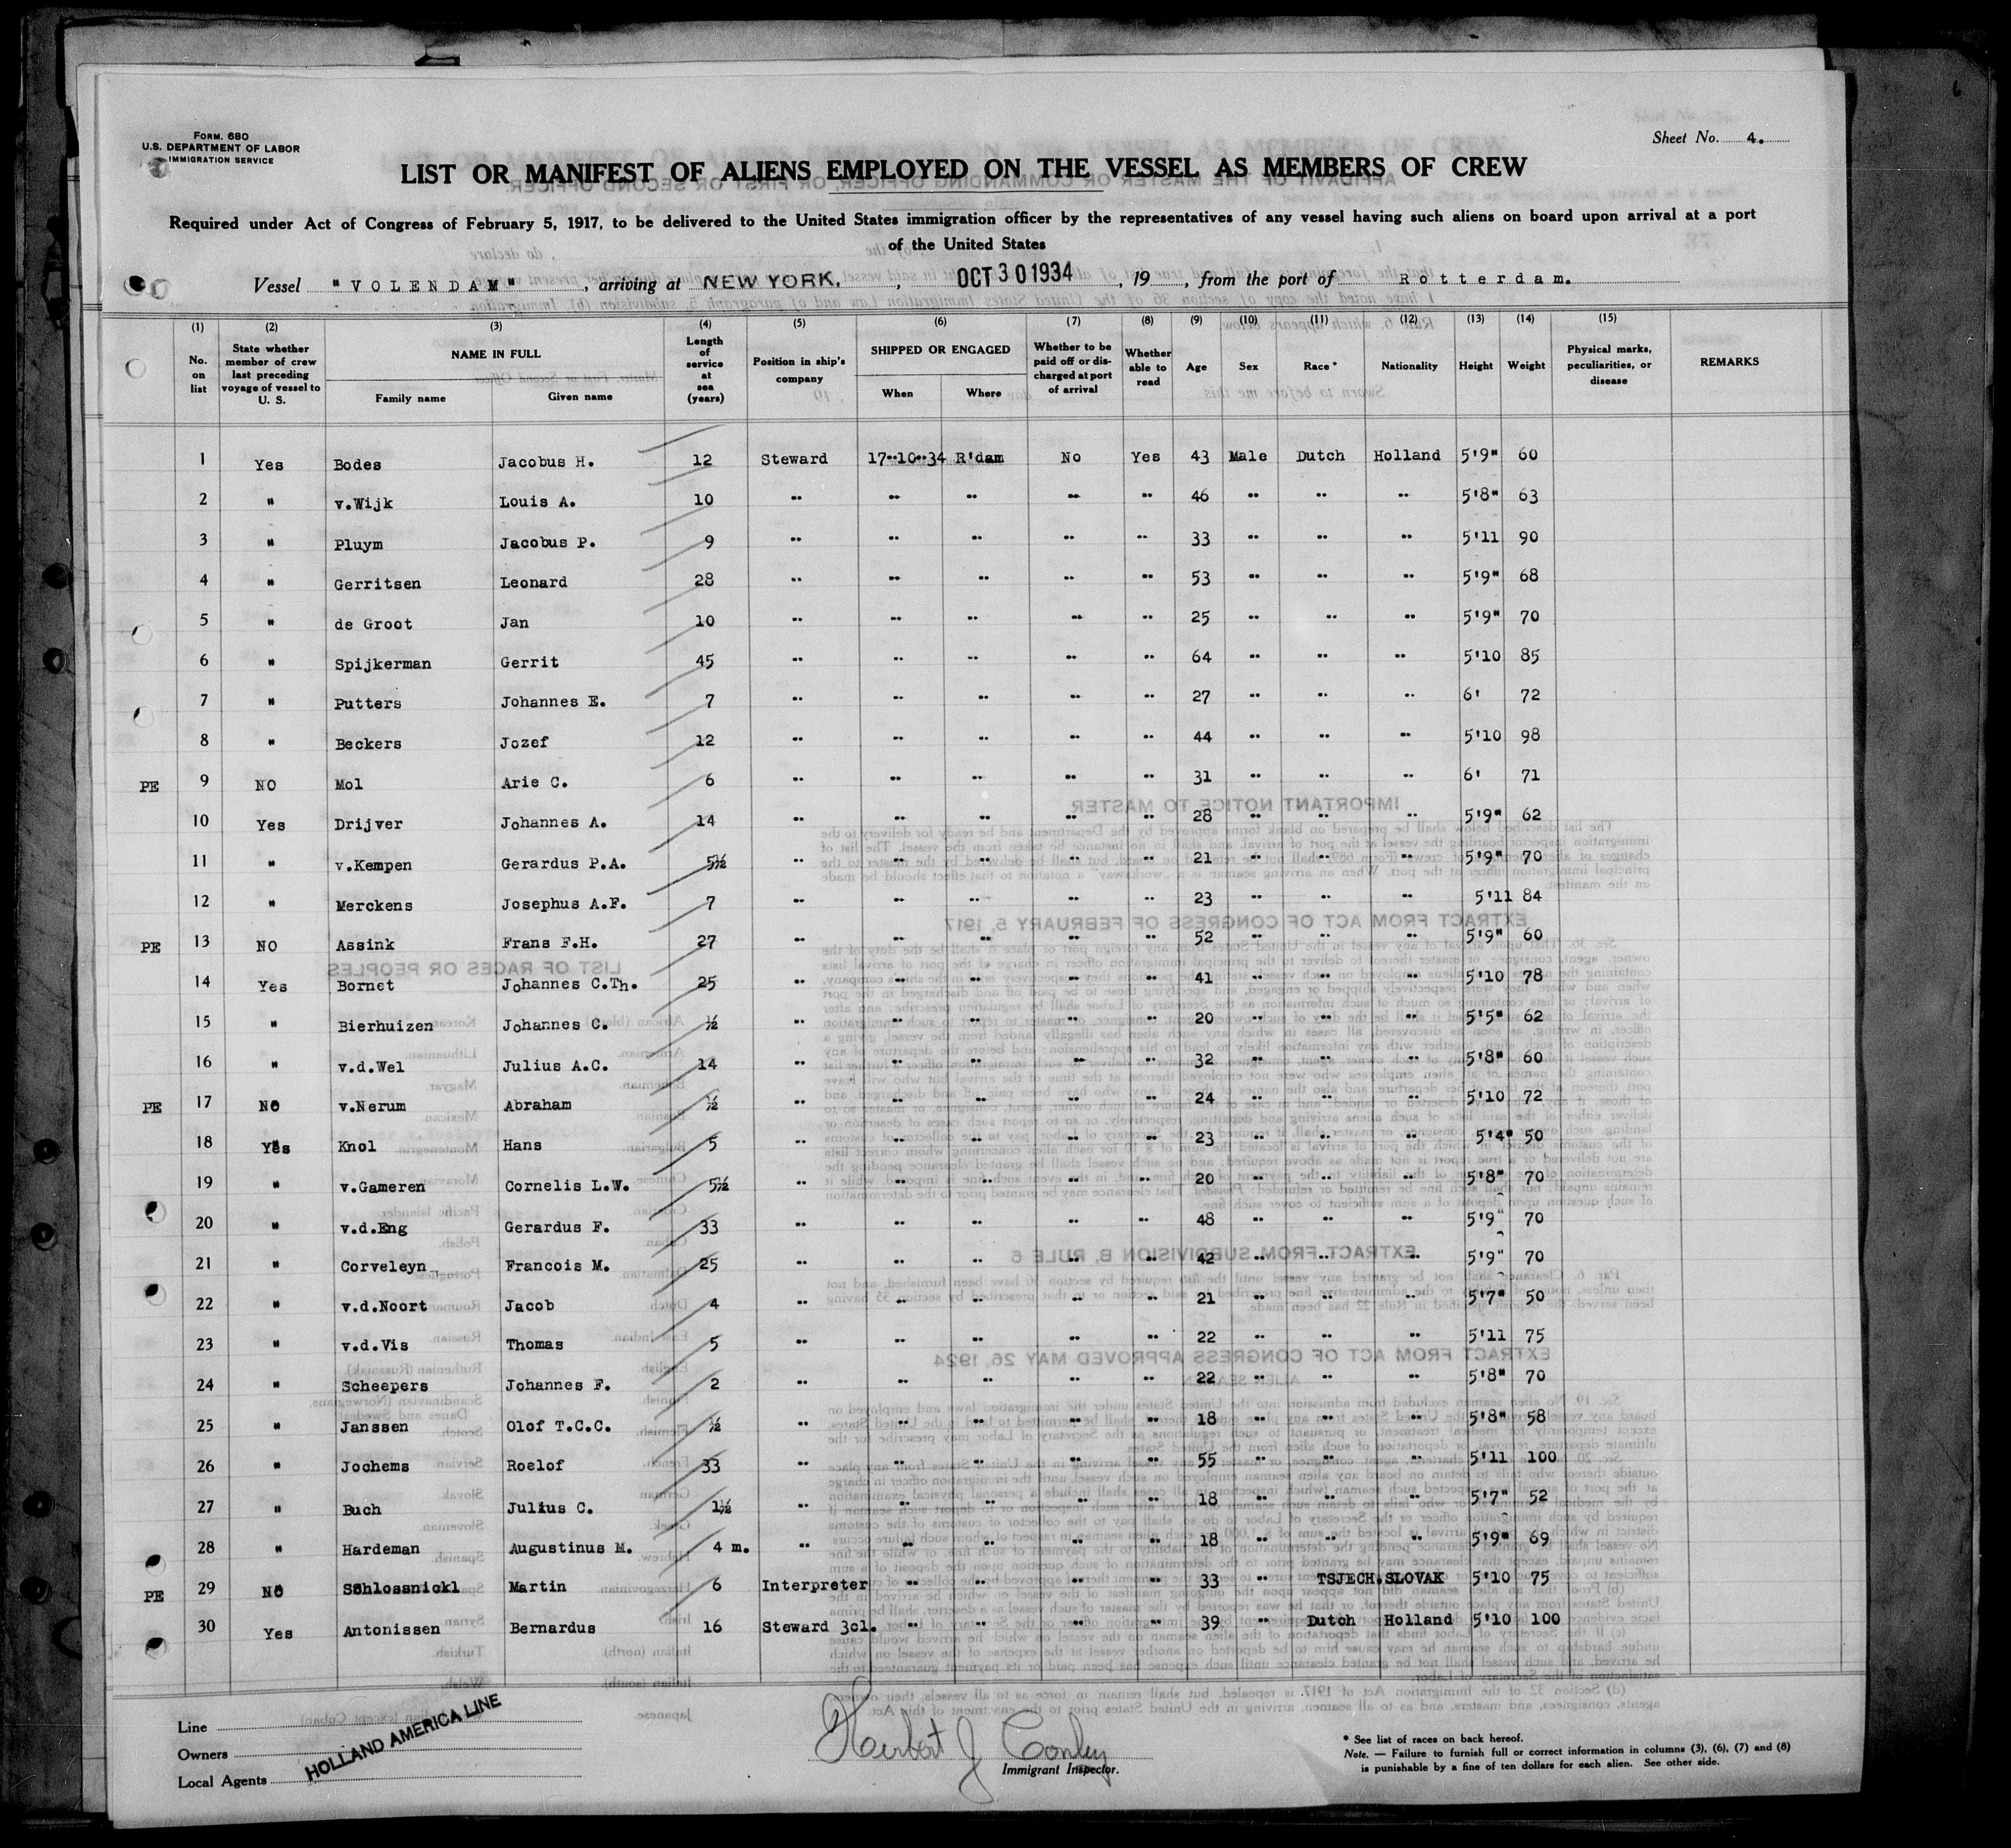 6
FORM. 680
U.S. DEPARTMENT OF LABOR
IMMIGRATION SERVICE
Sheet No. 4.
LIST OR MANIFEST OF ALIENS EMPLOYED ON THE VESSEL AS MEMBERS OF CREW
Required under Act of Congress of February 5, 1917, to be delivered to the United States immigration officer by the representatives of any vessel having such aliens on board upon arrival at a port
of the United States
Vessel "VOLENDAM", arriving at NEW YORK, , OCT 30 1934, 19 , from the port of Rotterdam.
(1) (2) (3) (4) (5) (6) (7) (8) (9) (10) (11) (12) (13) (14) (15)
No. on list State whether member of crew last preceding voyage of vessel to U. S. NAME IN FULL Length of service at sea (years) Position in ship's company SHIPPED OR ENGAGED Whether to be paid off or discharged at port of arrival Whether able to read Age Sex Race* Nationality Height Weight Physical marks, peculiarities, or disease REMARKS
Family name Given name When Where
1 Yes Bodes Jacobus H. 12 Steward 17-10-34 R'dam No Yes 43 Male Dutch Holland 5'9" 60
2 " v.Wijk Louis A. 10 " " " " " 46 " " " 5'8" 63
3 " Pluym Jacobus P. 9 " " " " " 33 " " " 5'11 90
4 " Gerritsen Leonard 28 " " " " " 53 " " " 5'9" 68
5 " de Groot Jan 10 " " " " " 25 " " " 5'9" 70
6 " Spijkerman Gerrit 45 " " " " " 64 " " " 5'10 85
7 " Putters Johannes E. 7 " " " " " 27 " " " 6' 72
8 " Beckers Jozef 12 " " " " " 44 " " " 5'10 98
PE 9 NO Mol Arie C. 6 " " " " " 31 " " " 6' 71
10 Yes Drijver Johannes A. 14 " " " " " 28 " " " 5'9" 62
11 " v.Kempen Gerardus P.A. 5½ " " " " " 21 " " " 5'9" 70
12 " Merckens Josephus A.F. 7 " " " " " 23 " " " 5'11 84
PE 13 NO Assink Frans F.H. 27 " " " " " 52 " " " 5'9" 60
14 Yes Bornet Johannes C.Th. 25 " " " " " 41 " " " 5'10 78
15 " Bierhuizen Johannes C. ½ " " " " " 20 " " " 5'5" 62
16 " v.d.Wel Julius A.C. 14 " " " " " 32 " " " 5'8" 60
PE 17 NO v.Nerum Abraham ½ " " " " " 24 " " " 5'10 72
18 Yes Knol Hans 5 " " " " " 23 " " " 5'4" 50
19 " v.Gameren Cornelis L.W. 5½ " " " " " 20 " " " 5'8" 70
20 " v.d.Eng Gerardus F. 33 " " " " " 48 " " " 5'9" 70
21 " Corveleyn Francois M. 25 " " " " " 42 " " " 5'9" 70
22 " v.d.Noort Jacob 4 " " " " " 21 " " " 5'7" 50
23 " v.d.Vis Thomas 5 " " " " " 22 " " " 5'11 75
24 " Scheepers Johannes F. 2 " " " " " 22 " " " 5'8" 70
25 " Janssen Olof T.C.C. ½ " " " " " 18 " " " 5'8" 58
26 " Jochems Roelof 33 " " " " " 55 " " " 5'11 100
27 " Buch Julius C. 1½ " " " " " 18 " " " 5'7" 52
28 " Hardeman Augustinus M. 4 m. " " " " " 18 " " " 5'9" 69
PE 29 NO Schlossnickl Martin 6 Interpreter " " " " 33 " TSJECH.SLOVAK 5'10 75
30 Yes Antonissen Bernardus 16 Steward 3cl. " " " " 39 " Dutch Holland 5'10 100
Line
Owners
Local Agents
HOLLAND AMERICA LINE
Herbert J Conley
Immigrant Inspector.
* See list of races on back hereof.
Note. — Failure to furnish full or correct information in columns (3), (6), (7) and (8)
is punishable by a fine of ten dollars for each alien. See other side.